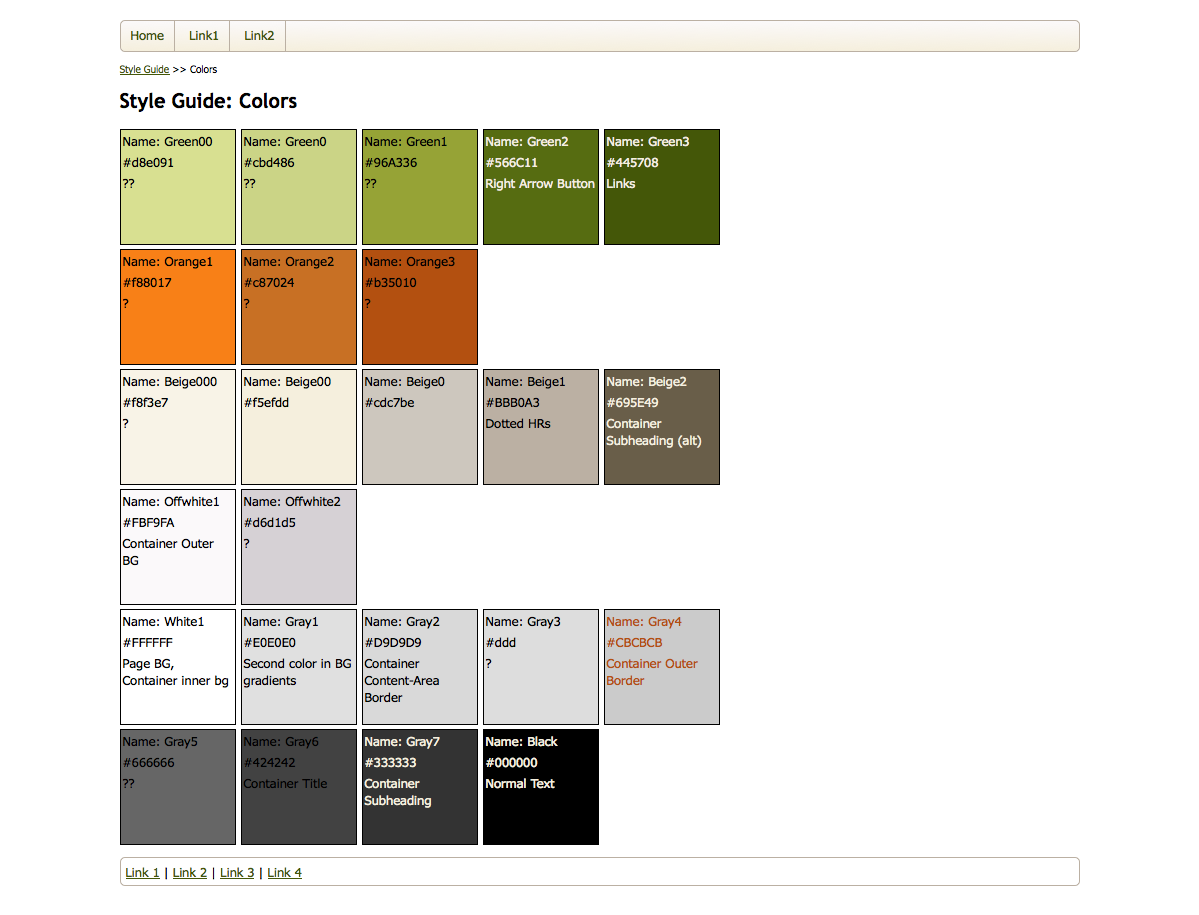 Home Link1 Link2
Style Guide >> Colors
Style Guide: Colors
Name: Green00
#d8e091
??
Name: Green0
#cbd486
??
Name: Green1
#96A336
??
Name: Green2
#566C11
Right Arrow Button
Name: Green3
#445708
Links
Name: Orange1
#f88017
?
Name: Orange2
#c87024
?
Name: Orange3
#b35010
?
Name: Beige000
#f8f3e7
?
Name: Beige00
#f5efdd
Name: Beige0
#cdc7be
Name: Beige1
#BBB0A3
Dotted HRs
Name: Beige2
#695E49
Container
Subheading (alt)
Name: Offwhite1
#FBF9FA
Container Outer
BG
Name: Offwhite2
#d6d1d5
?
Name: White1
#FFFFFF
Page BG,
Container inner bg
Name: Gray1
#E0E0E0
Second color in BG
gradients
Name: Gray2
#D9D9D9
Container
Content-Area
Border
Name: Gray3
#ddd
?
Name: Gray4
#CBCBCB
Container Outer
Border
Name: Gray5
#666666
??
Name: Gray6
#424242
Container Title
Name: Gray7
#333333
Container
Subheading
Name: Black
#000000
Normal Text
Link 1 | Link 2 | Link 3 | Link 4